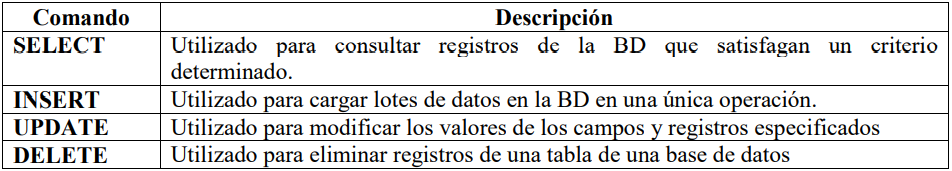 Comando Descripción
SELECT Utilizado para consultar registros de la BD que satisfagan un criterio
determinado.
INSERT Utilizado para cargar lotes de datos en la BD en una única operación.
UPDATE Utilizado para modificar los valores de los campos y registros especificados
DELETE Utilizado para eliminar registros de una tabla de una base de datos